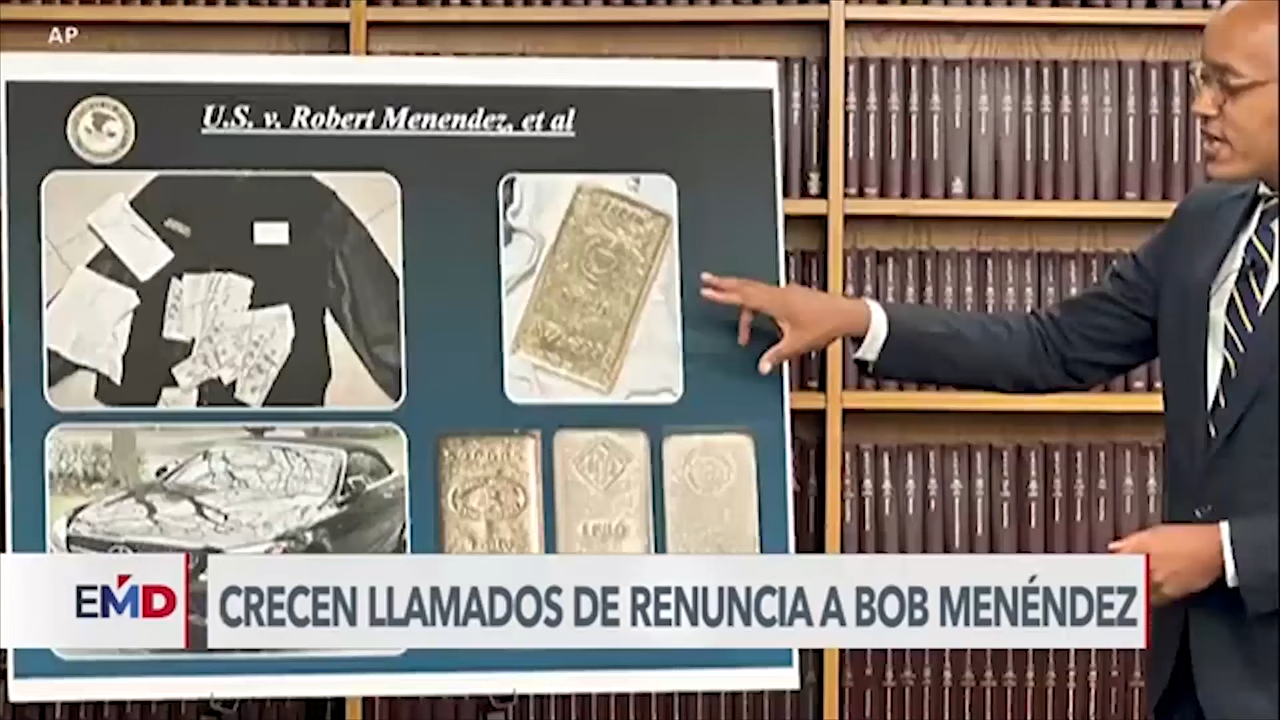 AP
U.S. v. Robert Menendez, et al
EMD
CRECEN LLAMADOS DE RENUNCIA A BOB MENÉNDEZ